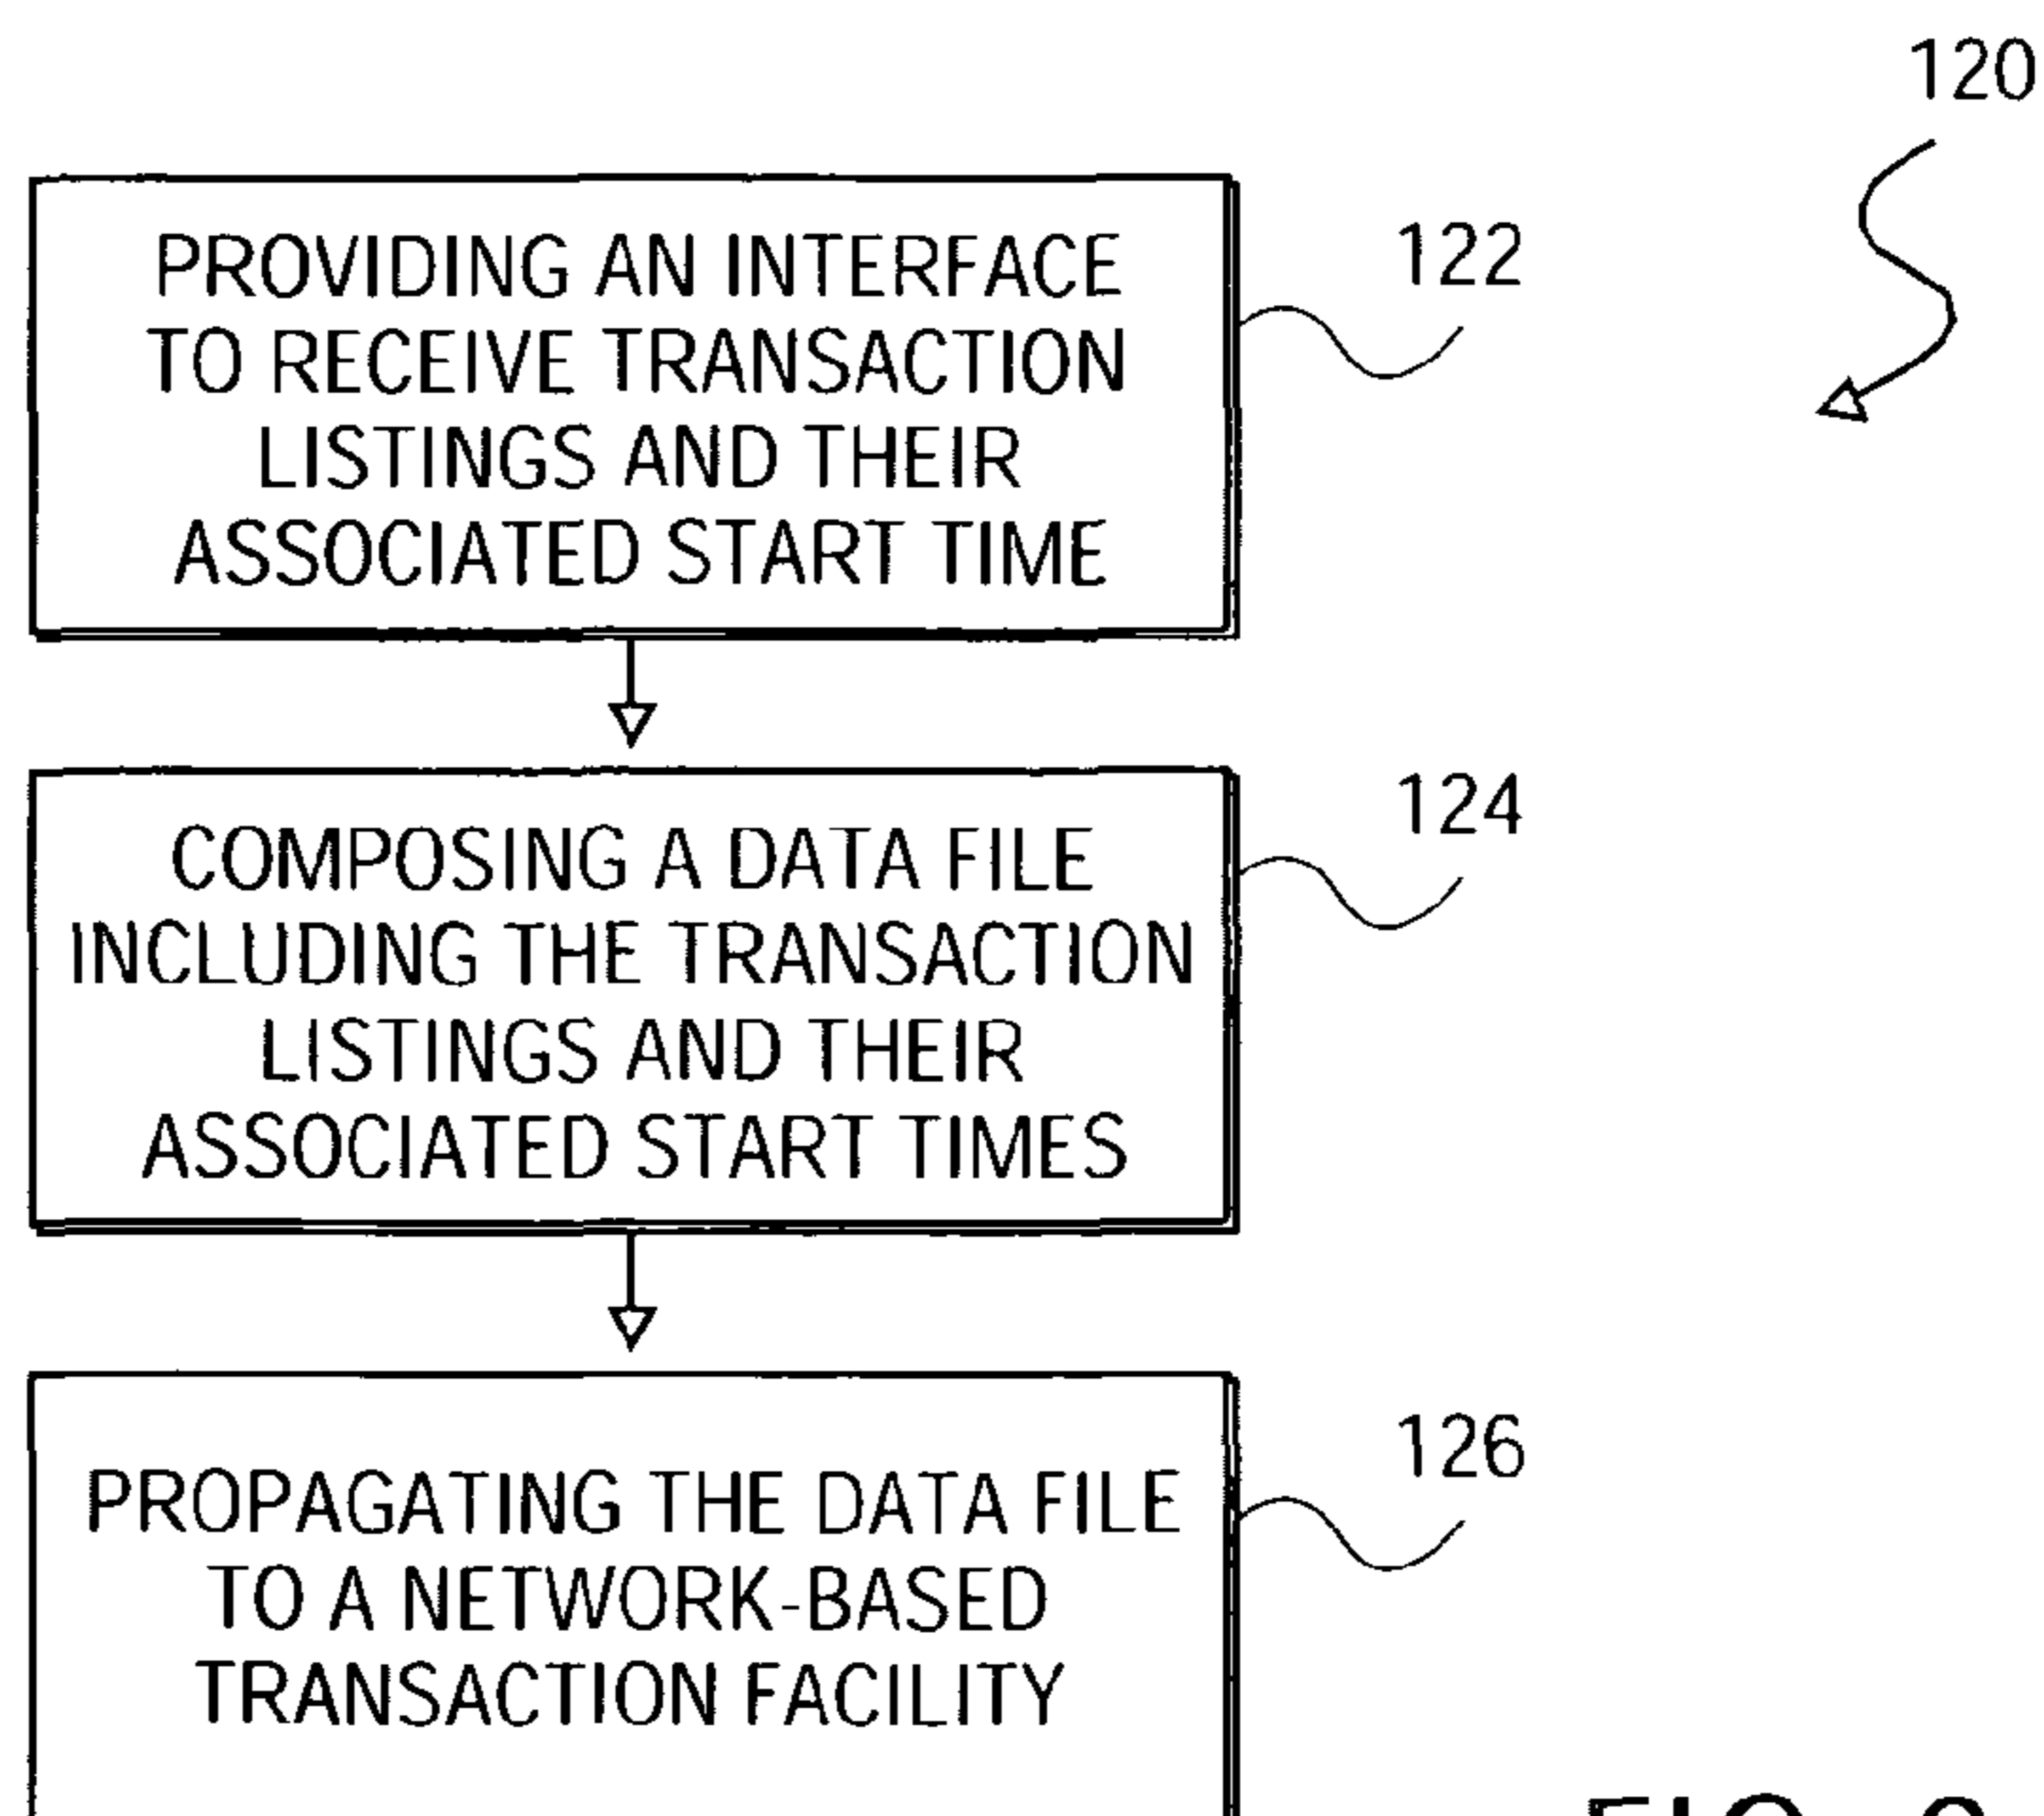 120
PROVIDING AN INTERFACE
TO RECEIVE TRANSACTION
LISTINGS AND THEIR
ASSOCIATED START TIME
122
COMPOSING A DATA FILE
INCLUDING THE TRANSACTION
LISTINGS AND THEIR
ASSOCIATED START TIMES
124
PROPAGATING THE DATA FILE
TO A NETWORK-BASED
TRANSACTION FACILITY
126